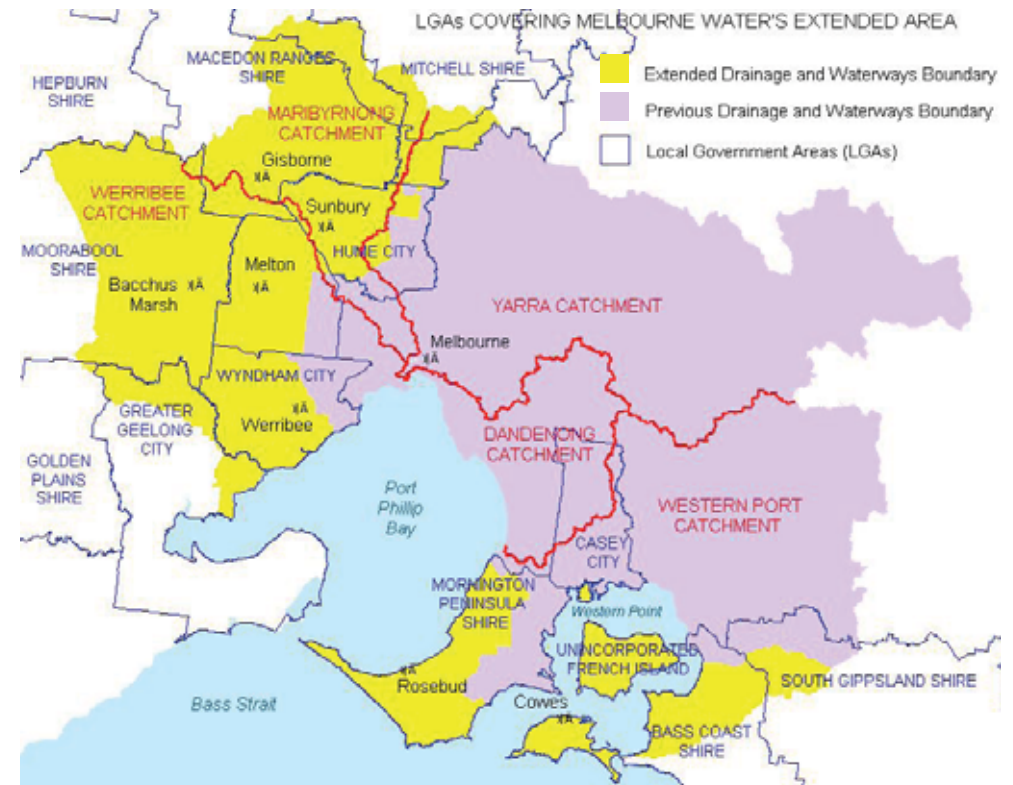 LGAs COVERING MELBOURNE WATER'S EXTENDED AREA
Extended Drainage and Waterways Boundary
Previous Drainage and Waterways Boundary
Local Government Areas (LGAs)
MACEDON RANGES
SHIRE
MITCHELL SHIRE
HEPBURN
SHIRE
MARIBYRNONG
CATCHMENT
Gisborne
WERRIBEE
CATCHMENT
Sunbury
HUME CITY
MOORABOOL
SHIRE
Melton
Bacchus
Marsh
YARRA CATCHMENT
Melbourne
WYNDHAM CITY
Werribee
GREATER
GEELONG
CITY
DANDENONG
CATCHMENT
GOLDEN
PLAINS
SHIRE
Port
Phillip
Bay
WESTERN PORT
CATCHMENT
CASEY
CITY
MORNINGTON
PENINSULA
SHIRE
Western Point
UNINCORPORATED
FRENCH ISLAND
Rosebud
SOUTH GIPPSLAND SHIRE
Cowes
Bass Strait
BASS COAST
SHIRE